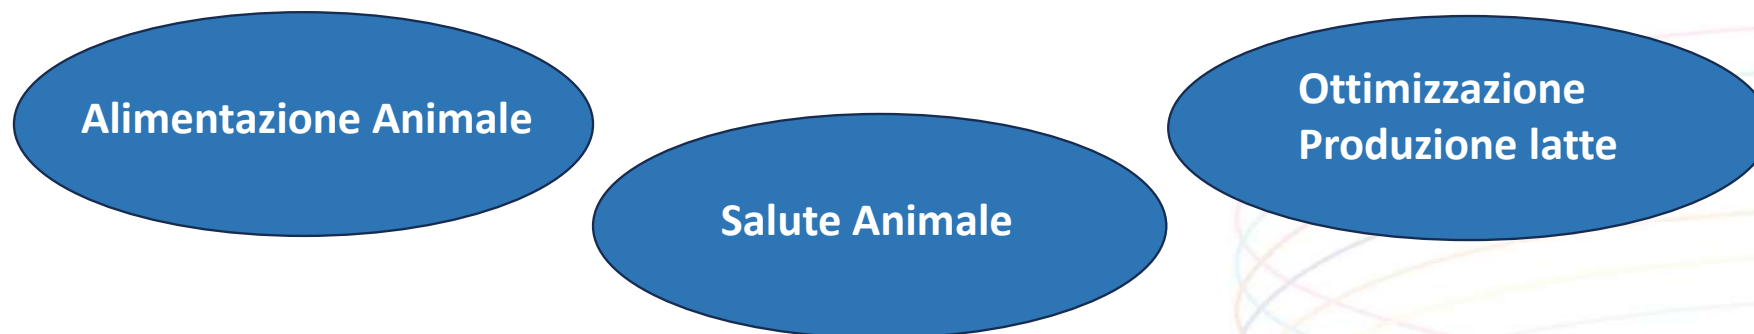 Alimentazione Animale
Salute Animale
Ottimizzazione
Produzione latte